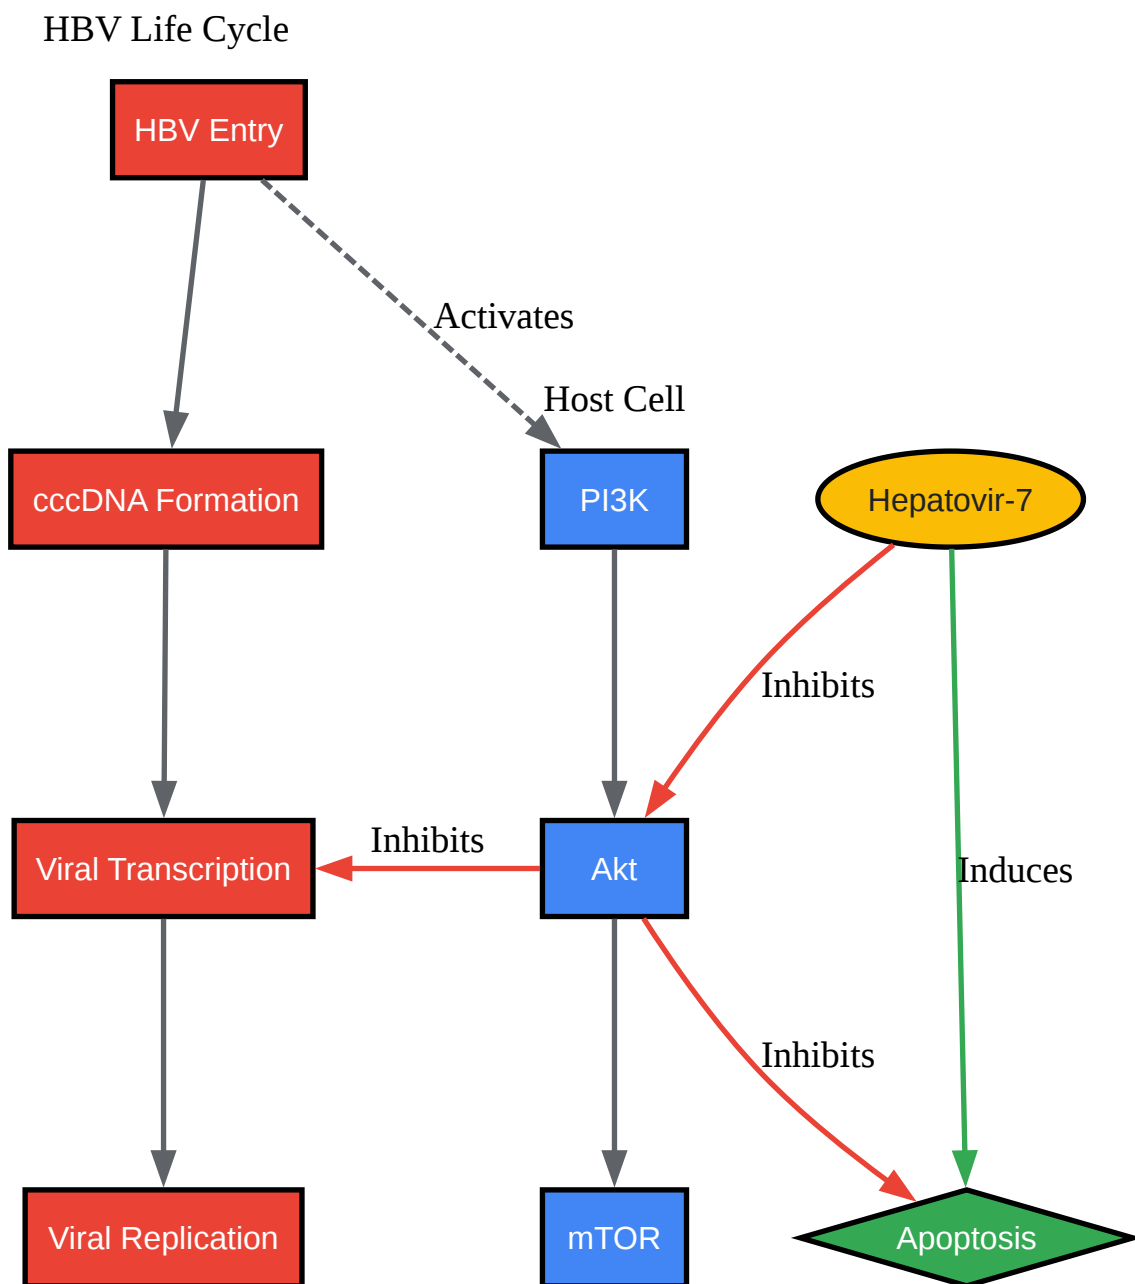 HBV Life Cycle
HBV Entry
Activates
Host Cell
cccDNA Formation
PI3K
Hepatovir-7
Inhibits
Inhibits
Viral Transcription
Akt
Induces
Inhibits
Viral Replication
mTOR
Apoptosis